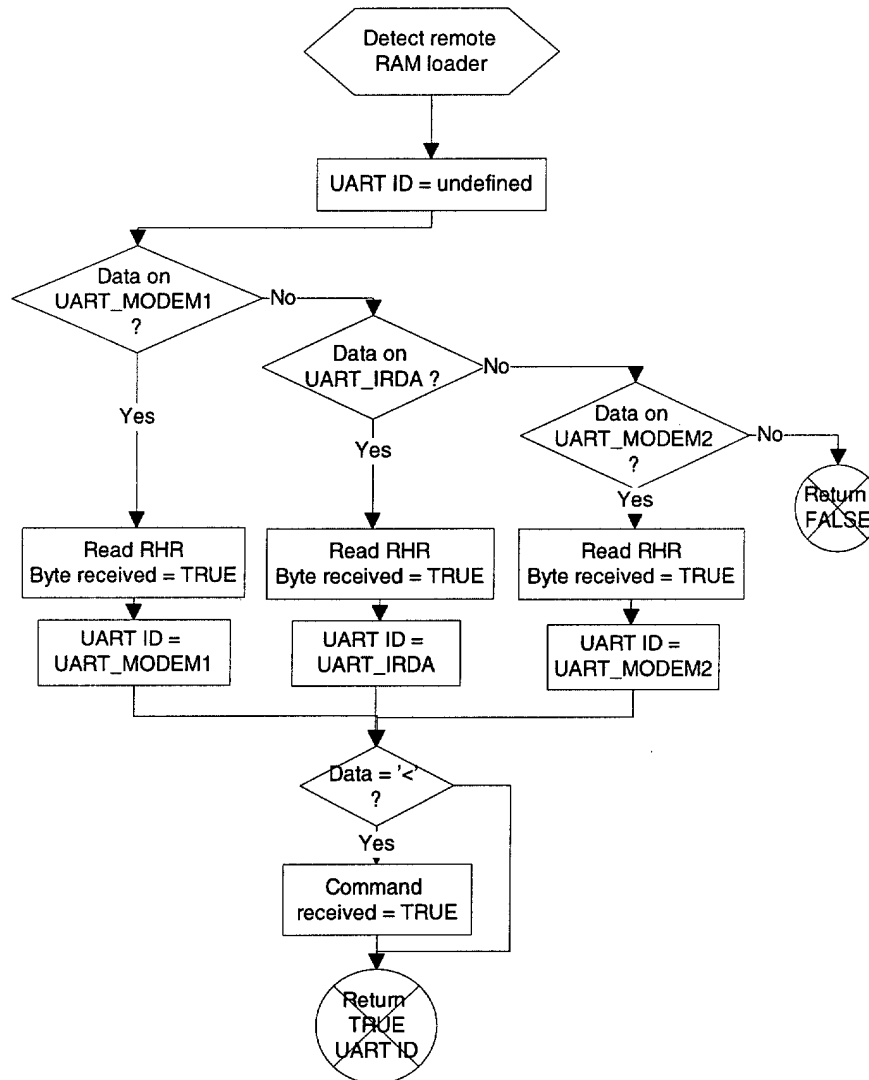 Detect remote
RAM loader
UART ID = undefined
Data on
UART_MODEM1
?
No
Data on
UART_IRDA ?
No
Data on
UART_MODEM2
?
No
Return
FALSE
Yes
Yes
Yes
Read RHR
Byte received = TRUE
Read RHR
Byte received = TRUE
Read RHR
Byte received = TRUE
UART ID =
UART_MODEM1
UART ID =
UART_IRDA
UART ID =
UART_MODEM2
Data = '<'
?
Yes
Command
received = TRUE
Return
TRUE
UART ID